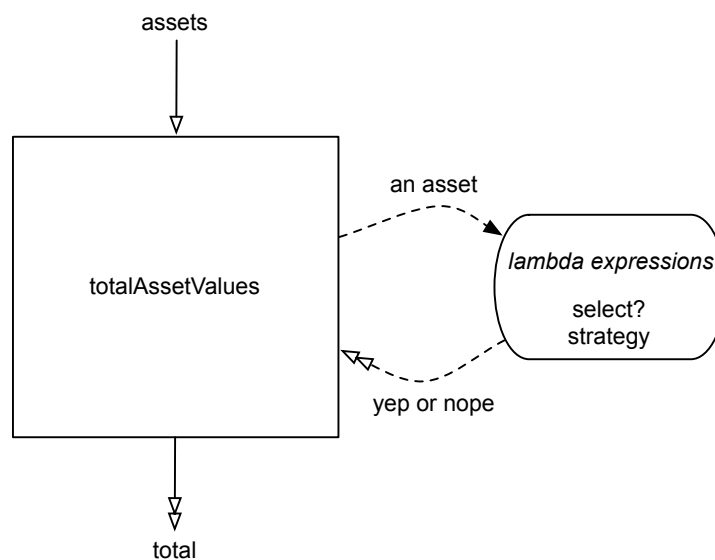 assets
an asset
totalAssetValues
lambda expressions
select?
strategy
yep or nope
total